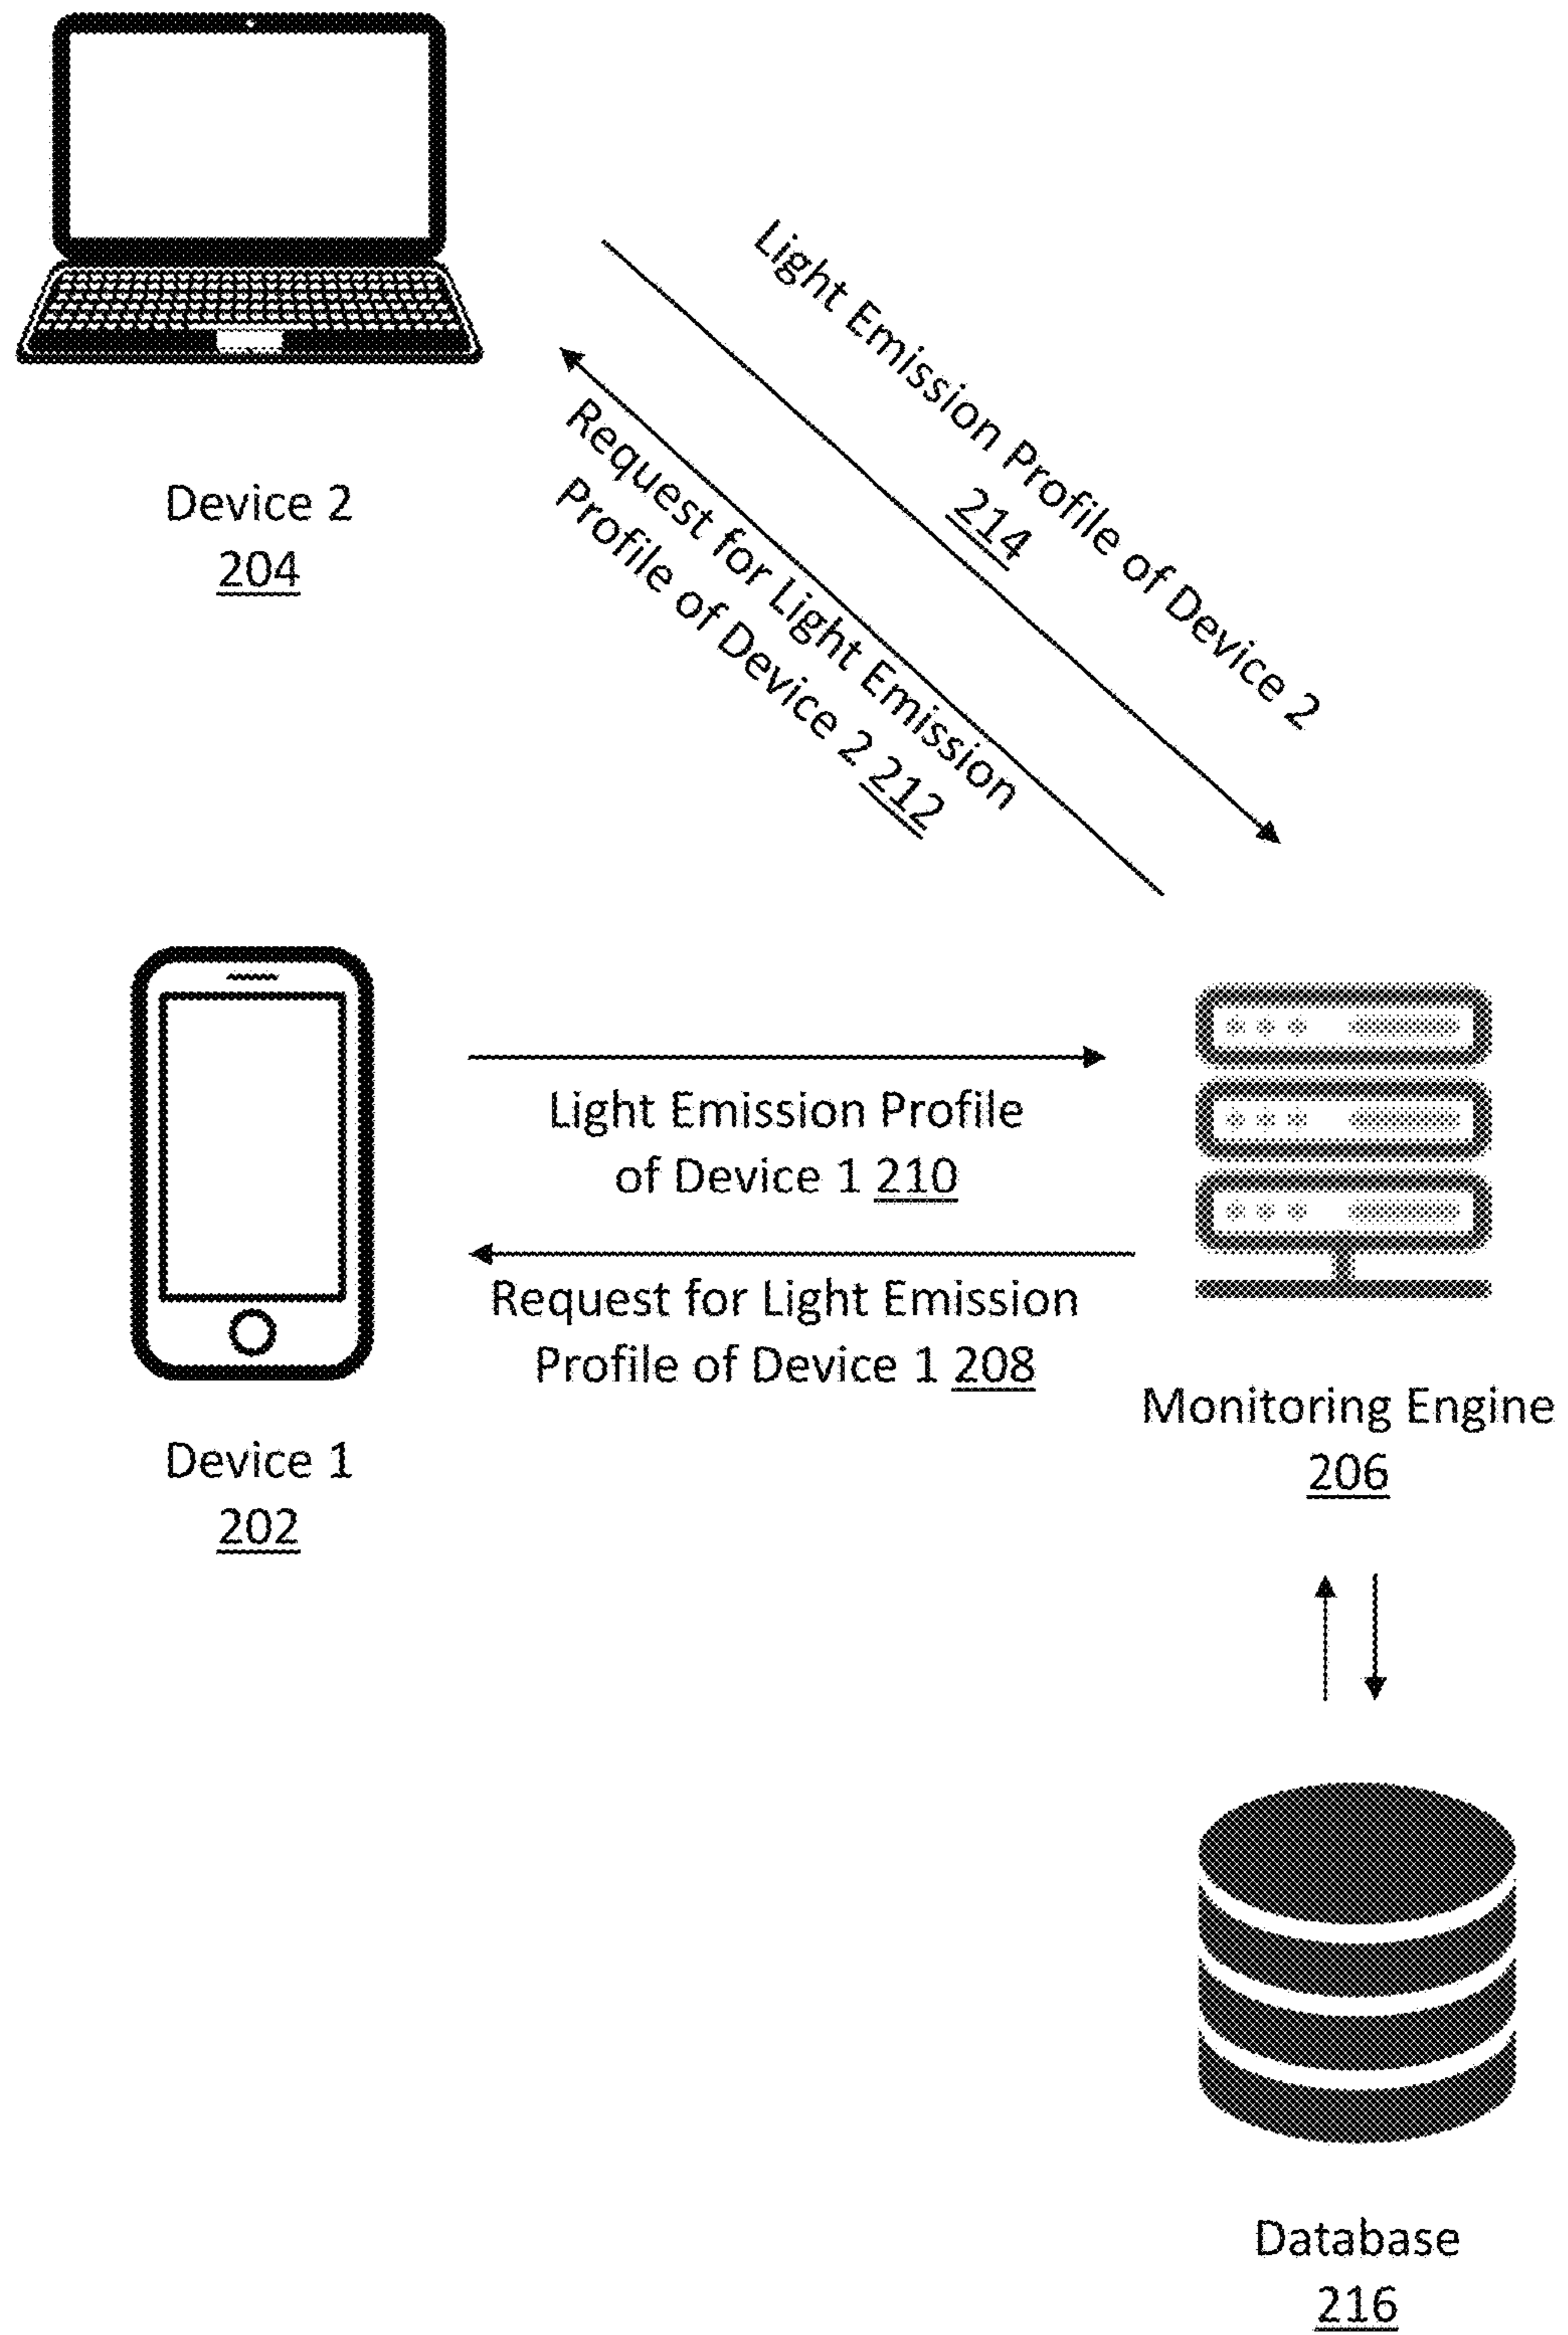 Device 2
204
Light Emission Profile of Device 2
214
Request for Light Emission
Profile of Device 2 212
Light Emission Profile
of Device 1 210
Request for Light Emission
Profile of Device 1 208
Device 1
202
Monitoring Engine
206
Database
216